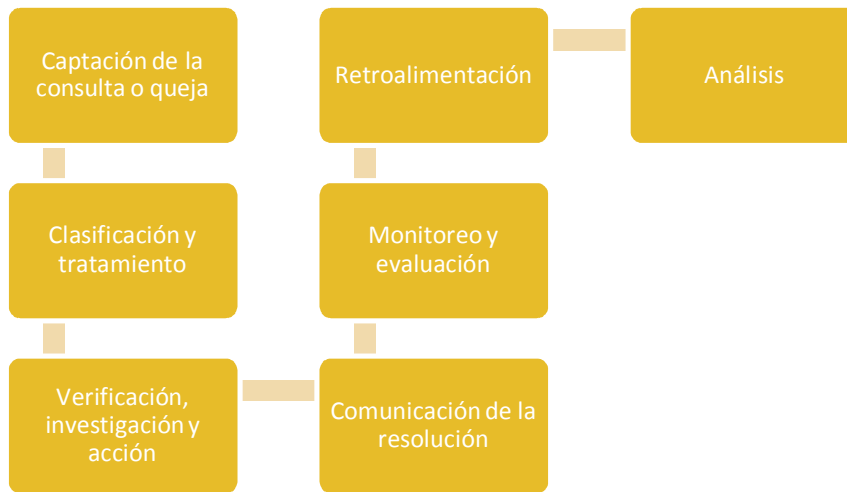 Captación de la
consulta o queja
Clasificación y
tratamiento
Verificación,
investigación y
acción
Comunicación de la
resolución
Monitoreo y
evaluación
Retroalimentación
Análisis